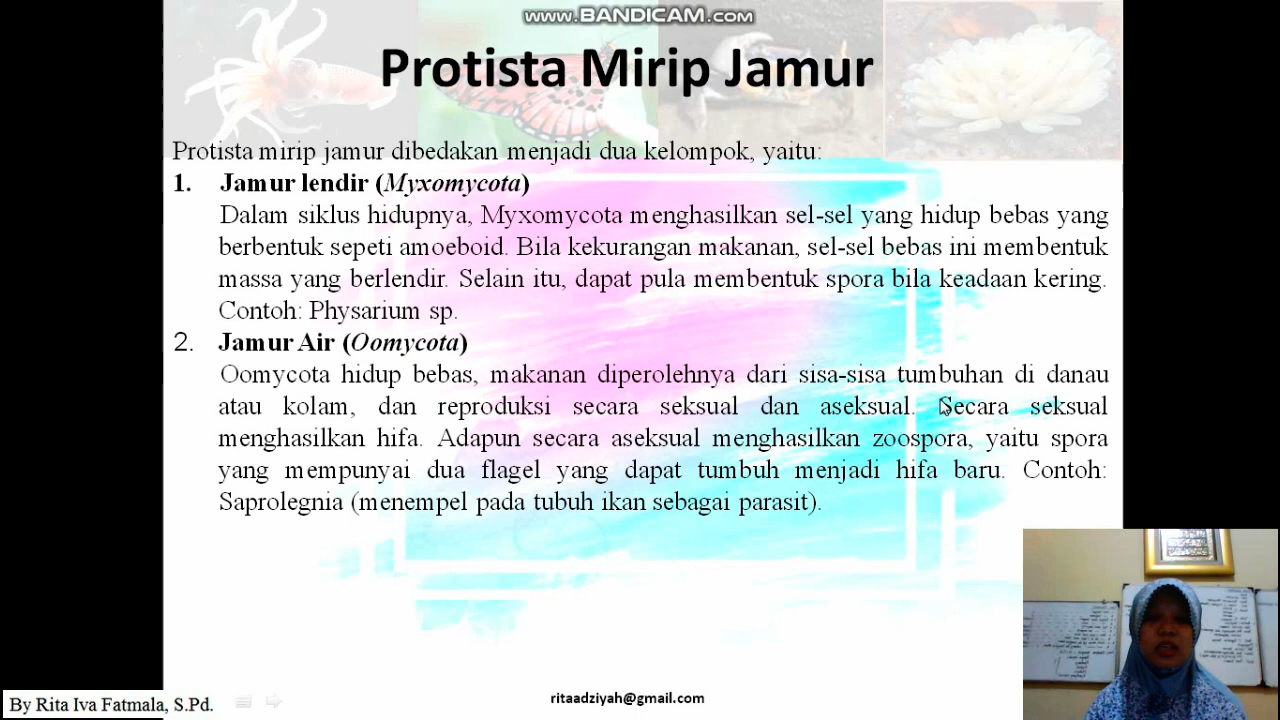 www.BANDICAM.com
Protista Mirip Jamur
Protista mirip jamur dibedakan menjadi dua kelompok, yaitu:
1. Jamur lendir (Myxomycota)
Dalam siklus hidupnya, Myxomycota menghasilkan sel-sel yang hidup bebas yang
berbentuk sepeti amoeboid. Bila kekurangan makanan, sel-sel bebas ini membentuk
massa yang berlendir. Selain itu, dapat pula membentuk spora bila keadaan kering.
Contoh: Physarium sp.
2. Jamur Air (Oomycota)
Oomycota hidup bebas, makanan diperolehnya dari sisa-sisa tumbuhan di danau
atau kolam, dan reproduksi secara seksual dan aseksual. Secara seksual
menghasilkan hifa. Adapun secara aseksual menghasilkan zoospora, yaitu spora
yang mempunyai dua flagel yang dapat tumbuh menjadi hifa baru. Contoh:
Saprolegnia (menempel pada tubuh ikan sebagai parasit).
By Rita Iva Fatmala, S.Pd.
ritaadziyah@gmail.com